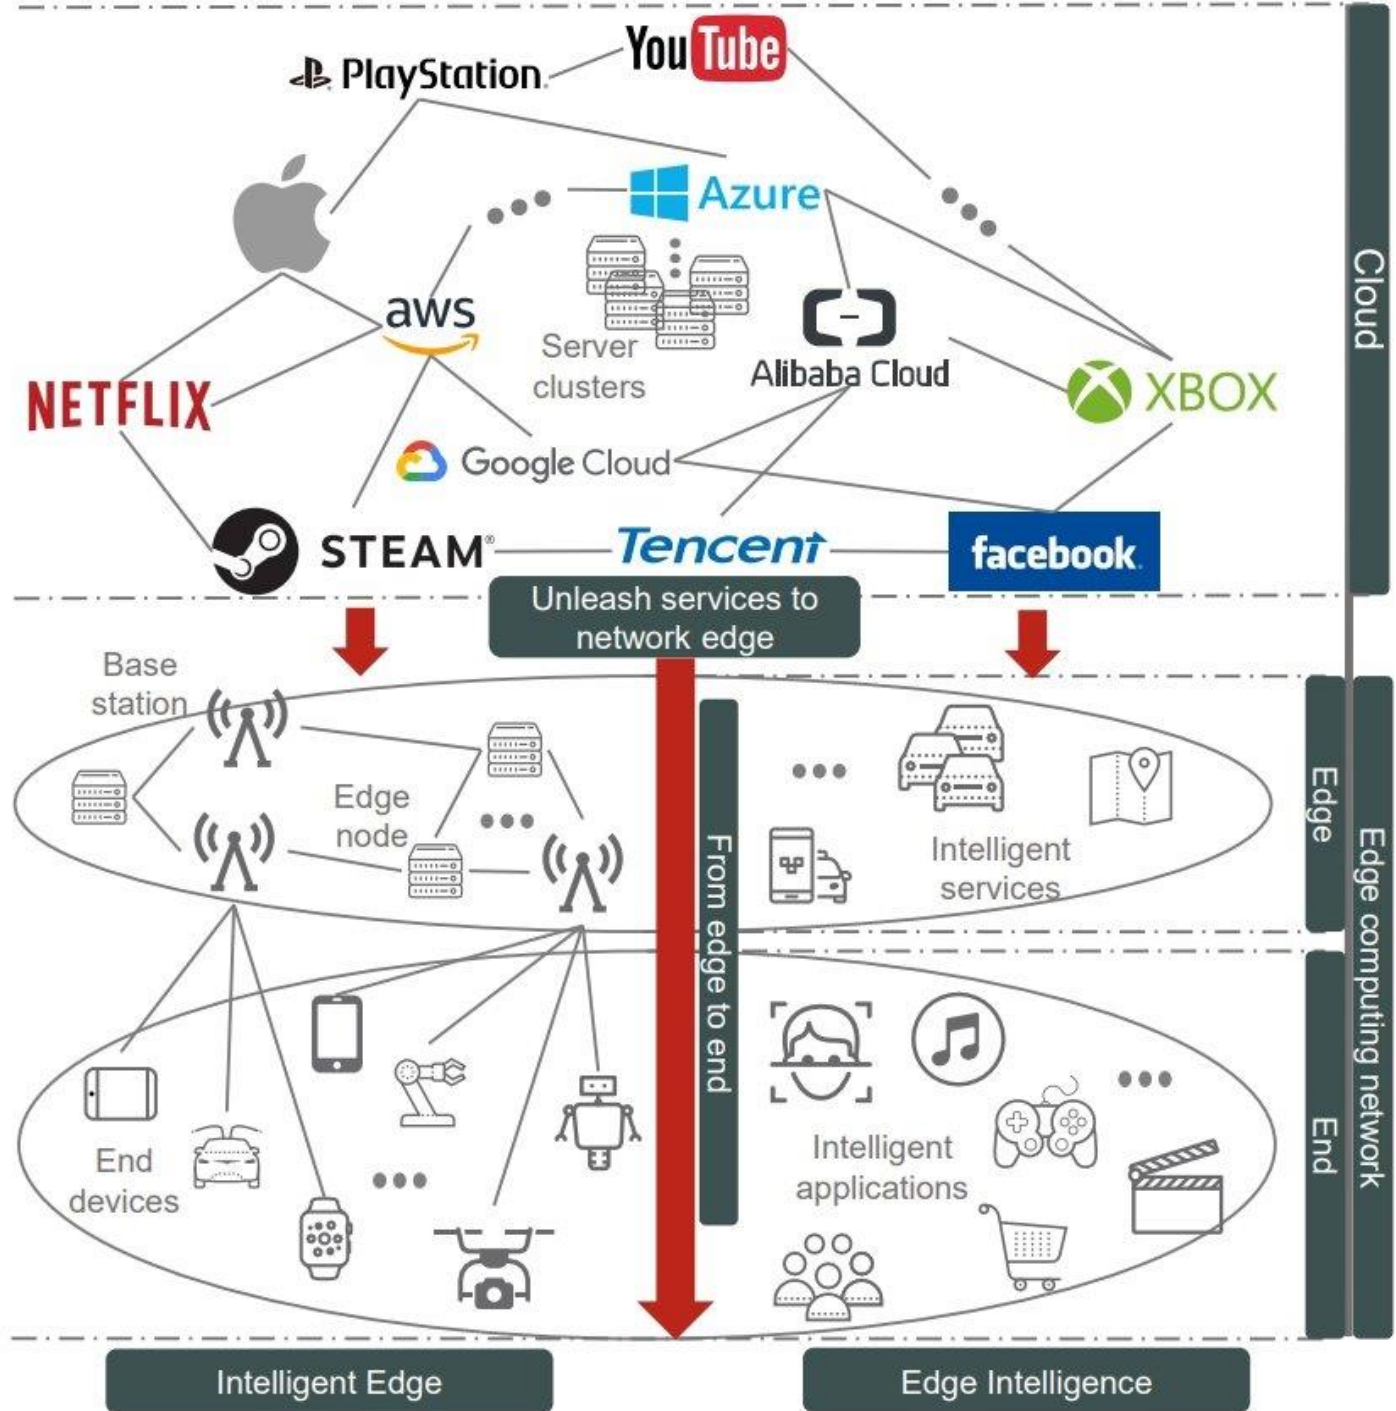 YouTube
PlayStation
Azure
aws
Server
clusters
Alibaba Cloud
NETFLIX
XBOX
Google Cloud
STEAM®
Tencent
facebook
Cloud
Unleash services to
network edge
Base
station
Edge
node
From edge to end
Intelligent
services
Edge
Edge computing network
End
devices
Intelligent
applications
End
Intelligent Edge
Edge Intelligence